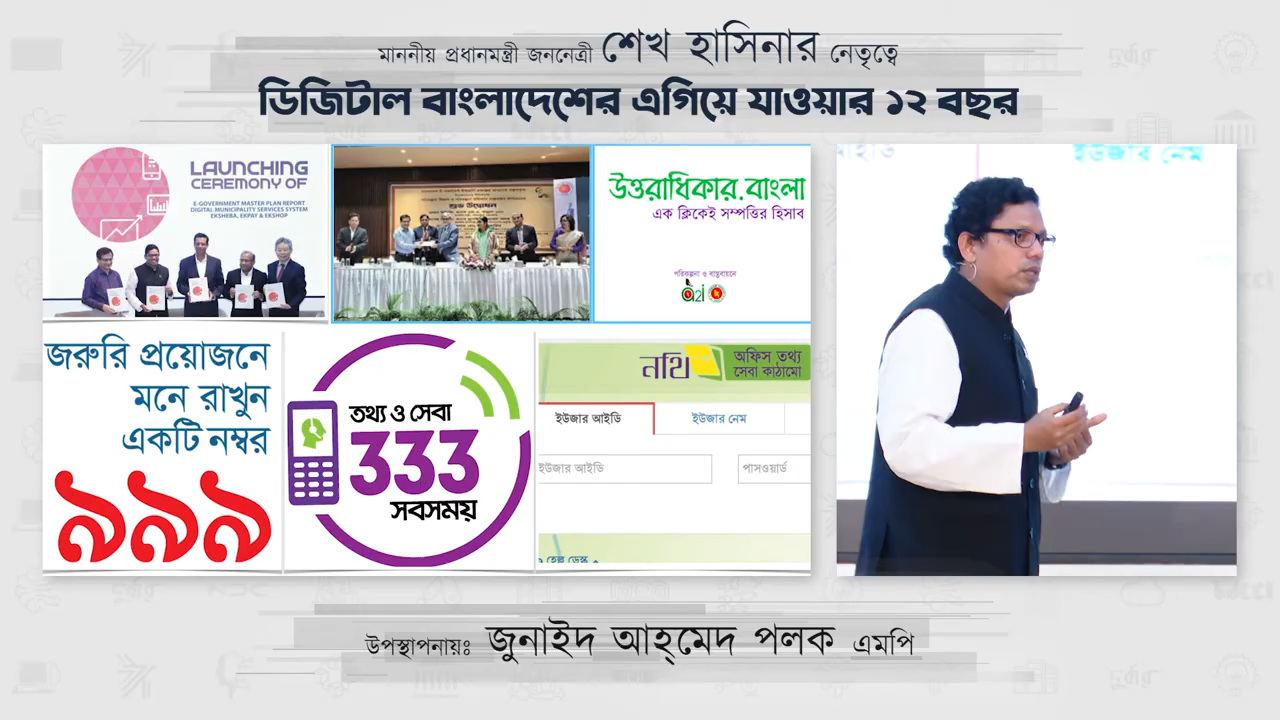 মাননীয় প্রধানমন্ত্রী জননেত্রী শেখ হাসিনার নেতৃত্বে
ডিজিটাল বাংলাদেশের এগিয়ে যাওয়ার ১২ বছর
LAUNCHING
CEREMONY OF
E-GOVERNMENT MASTER PLAN REPORT
DIGITAL MUNICIPALITY SERVICES SYSTEM
EKSHEBA, EKPAY & EKSHOP
শুভ উদ্বোধন
উত্তরাধিকার.বাংলা
এক ক্লিকেই সম্পত্তির হিসাব
পরিকল্পনা ও বাস্তবায়নে
a2i
জরুরি প্রয়োজনে
মনে রাখুন
একটি নম্বর
৯৯৯
তথ্য ও সেবা
333
সবসময়
নথি
অফিস তথ্য
সেবা কাঠামো
ইউজার আইডি
ইউজার নেম
ইউজার আইডি
পাসওয়ার্ড
হেল্প ডেস্ক
ইউজার নেম
উপস্থাপনায়ঃ জুনাইদ আহ্‌মেদ পলক এমপি